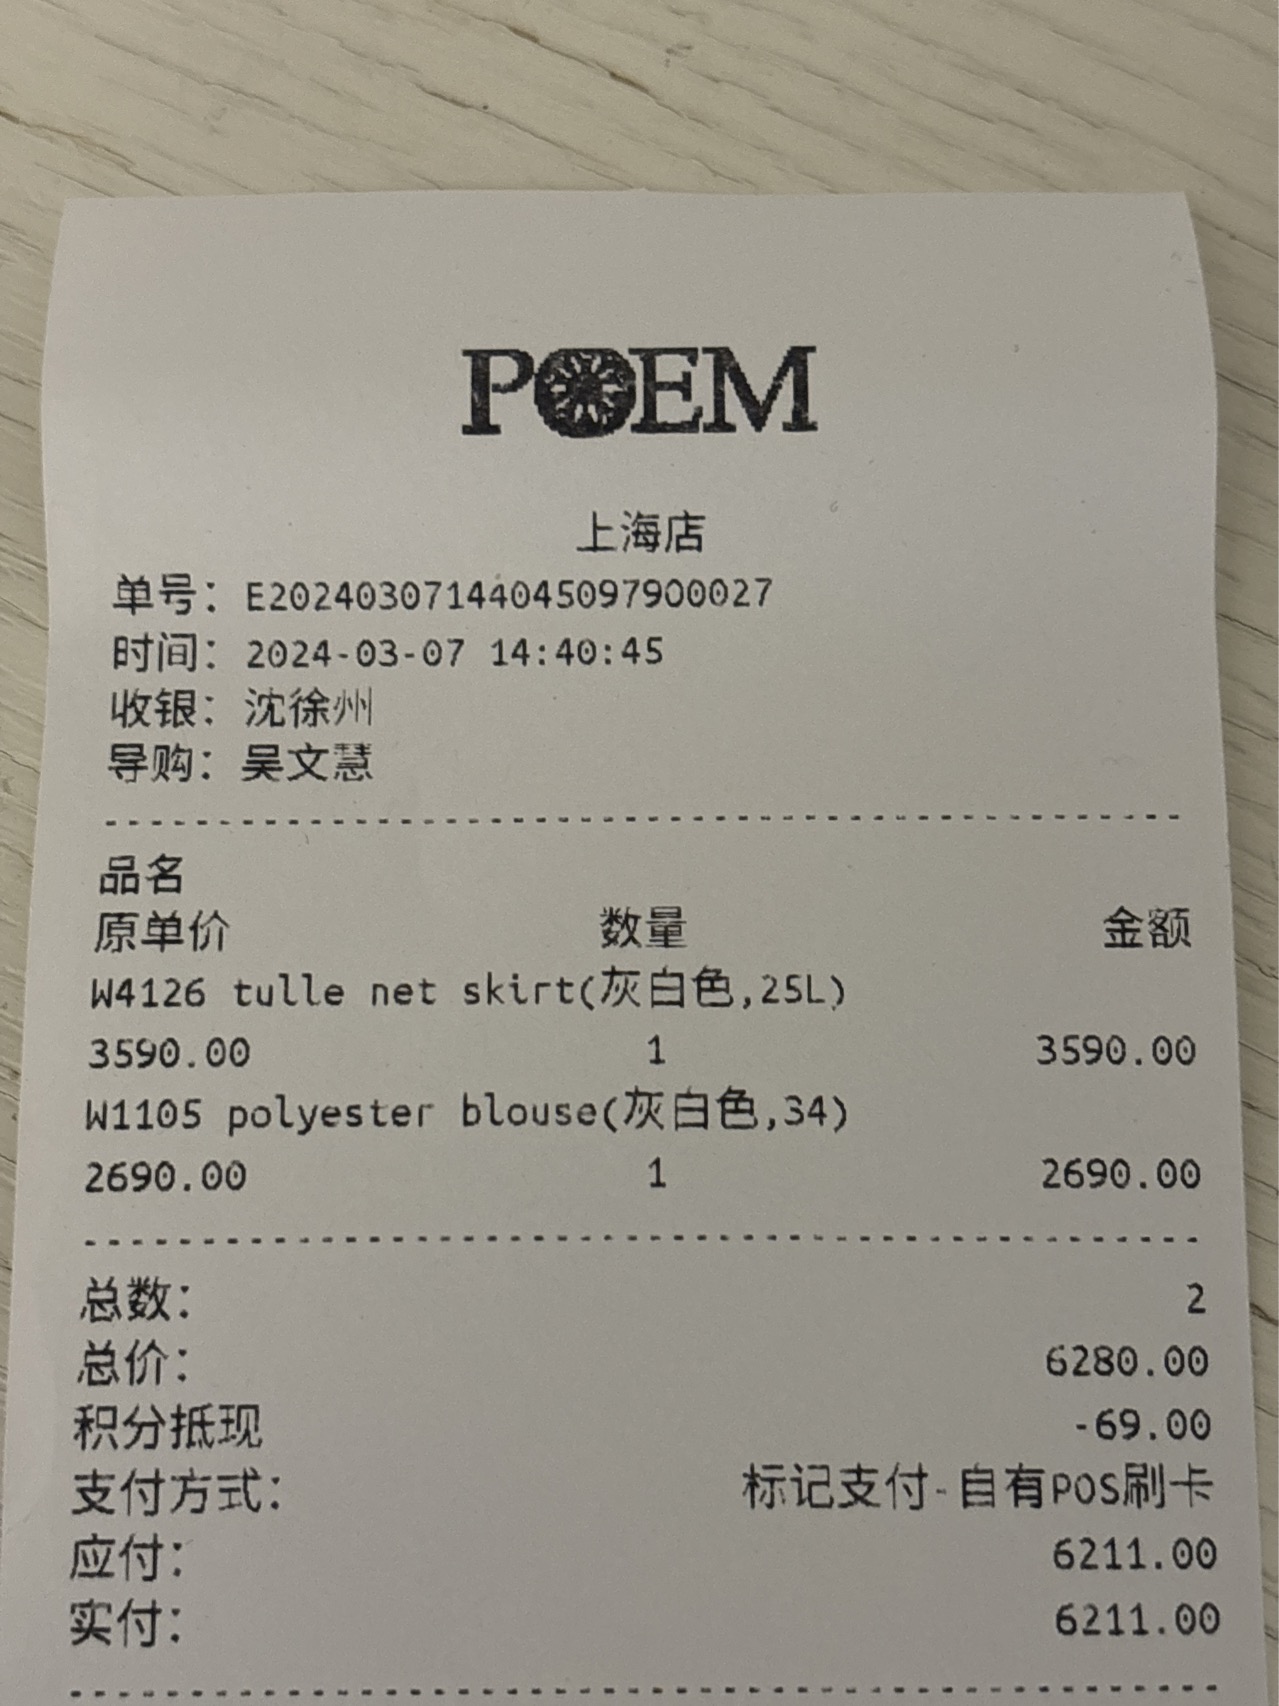 POEM
上海店
单号：E20240307144045097900027
时间：2024-03-07 14:40:45
收银：沈徐州
导购：吴文慧
品名
原单价 数量 金额
W4126 tulle net skirt(灰白色,25L)
3590.00 1 3590.00
W1105 polyester blouse(灰白色,34)
2690.00 1 2690.00
总数： 2
总价： 6280.00
积分抵现 -69.00
支付方式： 标记支付-自有POS刷卡
应付： 6211.00
实付： 6211.00